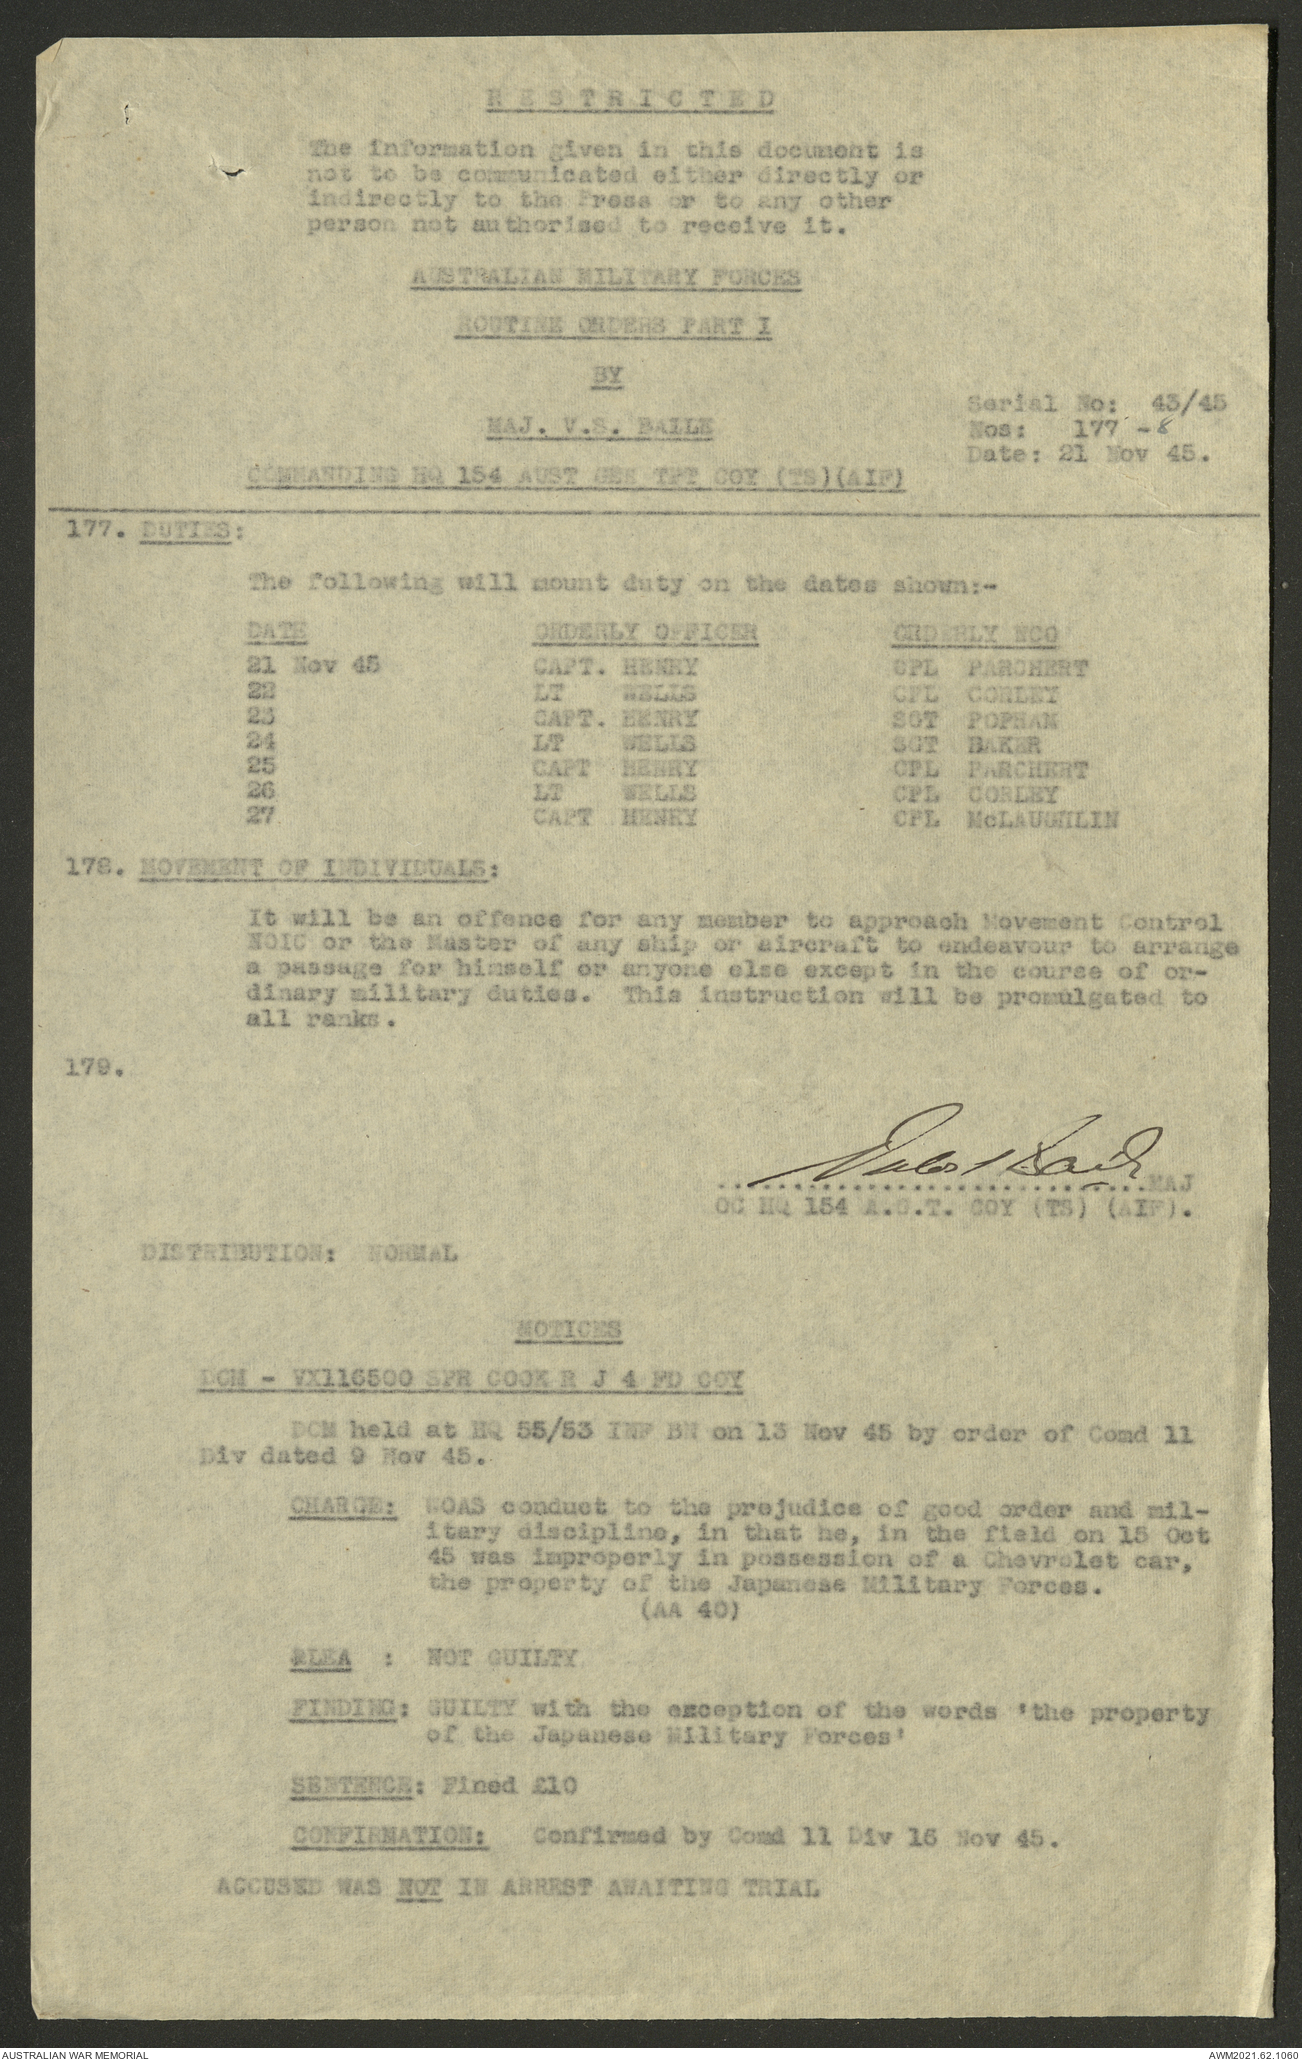 RESTRICTED
The information given in this document is
not to be communicated either directly or
indirectly to the Press or to any other
person not authorised to receive it.
AUSTRALIAN MILITARY FORCES
ROUTINE ORDERS PART I
BY
MAJ. V.S. BAILE
Serial No: 43/45
Nos: 177 -8
Date: 21 Nov 45.
COMMANDING HQ 154 AUST GEN TPT COY (TS)(AIF)
177. DUTIES:
The following will mount duty on the dates shown:-
DATE ORDERLY OFFICER ORDERLY NCO
21 Nov 45 CAPT. HENRY CPL PARCHERT
22 LT WELLS CPL CORLEY
23 CAPT. HENRY SGT POPHAM
24 LT WELLS SGT BAKER
25 CAPT HENRY CPL PARCHERT
26 LT WELLS CPL CORLEY
27 CAPT HENRY CPL McLAUGHLIN
178. MOVEMENT OF INDIVIDUALS:
It will be an offence for any member to approach Movement Control
NOIC or the Master of any ship or aircraft to endeavour to arrange
a passage for himself or anyone else except in the course of or-
dinary military duties. This instruction will be promulgated to
all ranks.
179.
..............................MAJ
OC HQ 154 A.G.T. COY (TS) (AIF).
DISTRIBUTION: NORMAL
NOTICES
DCM - VX116500 SPR COOK R J 4 FD COY
DCM held at HQ 55/53 INF BN on 13 Nov 45 by order of Comd 11
Div dated 9 Nov 45.
CHARGE: WOAS conduct to the prejudice of good order and mil-
itary discipline, in that he, in the field on 15 Oct
45 was improperly in possession of a Chevrolet car,
the property of the Japanese Military Forces.
(AA 40)
PLEA : NOT GUILTY
FINDING: GUILTY with the exception of the words 'the property
of the Japanese Military Forces'
SENTENCE: Fined £10
CONFIRMATION: Confirmed by Comd 11 Div 16 Nov 45.
ACCUSED WAS NOT IN ARREST AWAITING TRIAL
AUSTRALIAN WAR MEMORIAL
AWM2021.62.1060